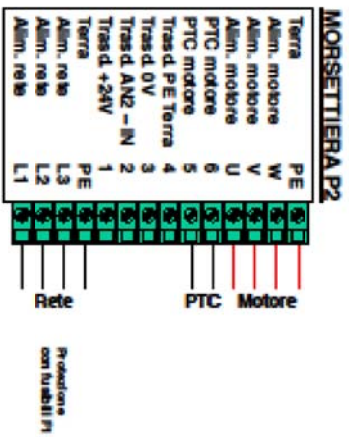 MORSETTIERA P2
Terra PE
Alim. motore W
Alim. motore V
Alim. motore U
PTC motore 6
PTC motore 5
Trasd. PE Terra 4
Trasd. 0V 3
Trasd. AN2 – IN 2
Trasd. +24V 1
Terra PE
Alim. rete L3
Alim. rete L2
Alim. rete L1
Rete PTC Motore
Protezione
con fusibili F1